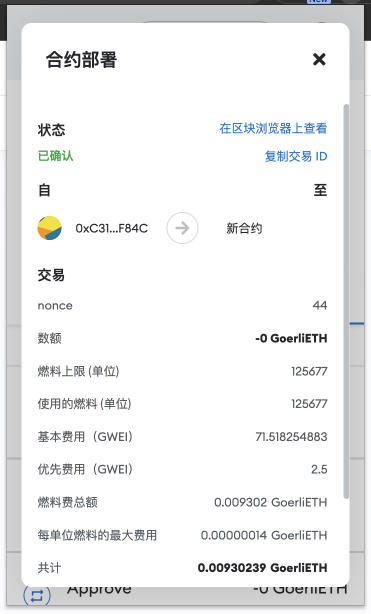 New
合约部署
状态 在区块浏览器上查看
已确认 复制交易 ID
自 至
0xC31...F84C 新合约
交易
nonce 44
数额 -0 GoerliETH
燃料上限 (单位) 125677
使用的燃料 (单位) 125677
基本费用（GWEI） 71.518254883
优先费用（GWEI） 2.5
燃料费总额 0.009302 GoerliETH
每单位燃料的最大费用 0.00000014 GoerliETH
共计 0.00930239 GoerliETH
Approve -0 GoerliETH